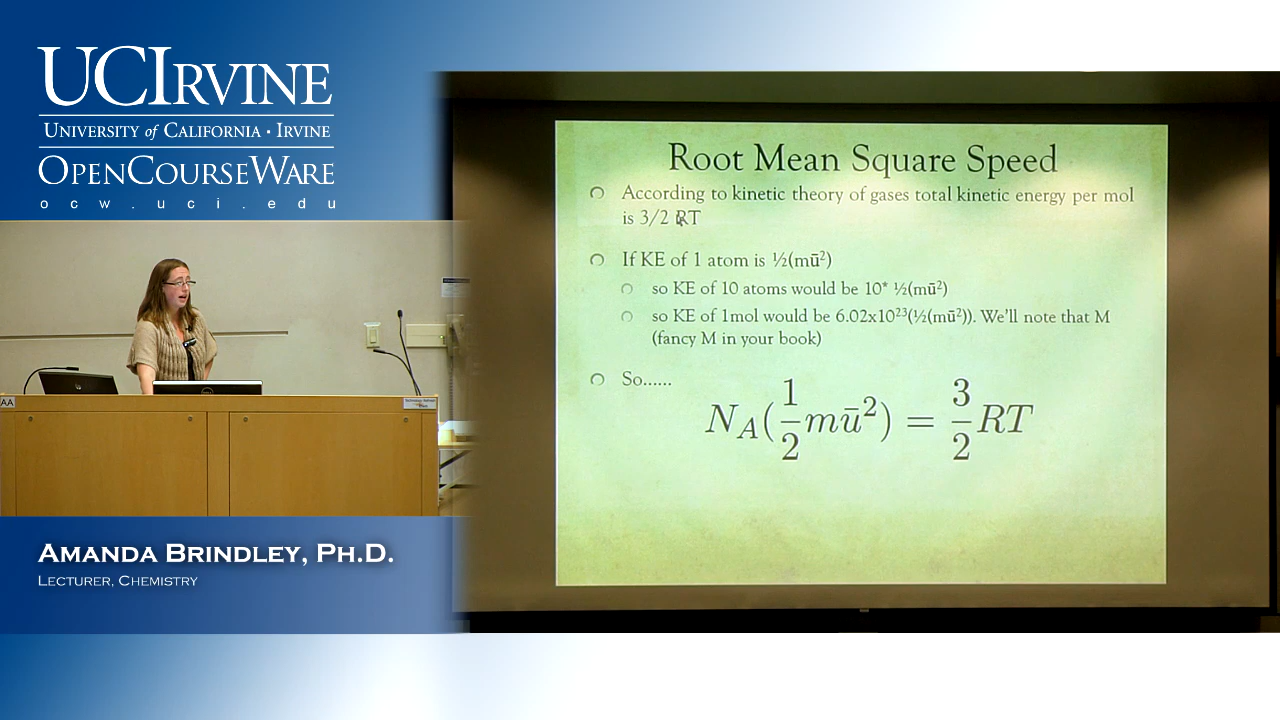 UCIRVINE
UNIVERSITY of CALIFORNIA · IRVINE
OPENCOURSEWARE
ocw.uci.edu
Root Mean Square Speed
According to kinetic theory of gases total kinetic energy per mol
is 3/2 RT
If KE of 1 atom is ½(mū²)
so KE of 10 atoms would be 10* ½(mū²)
so KE of 1mol would be 6.02x10²³(½(mū²)). We'll note that M
(fancy M in your book)
So......
N_A(1/2 mū²) = 3/2 RT
AA
AMANDA BRINDLEY, PH.D.
LECTURER, CHEMISTRY